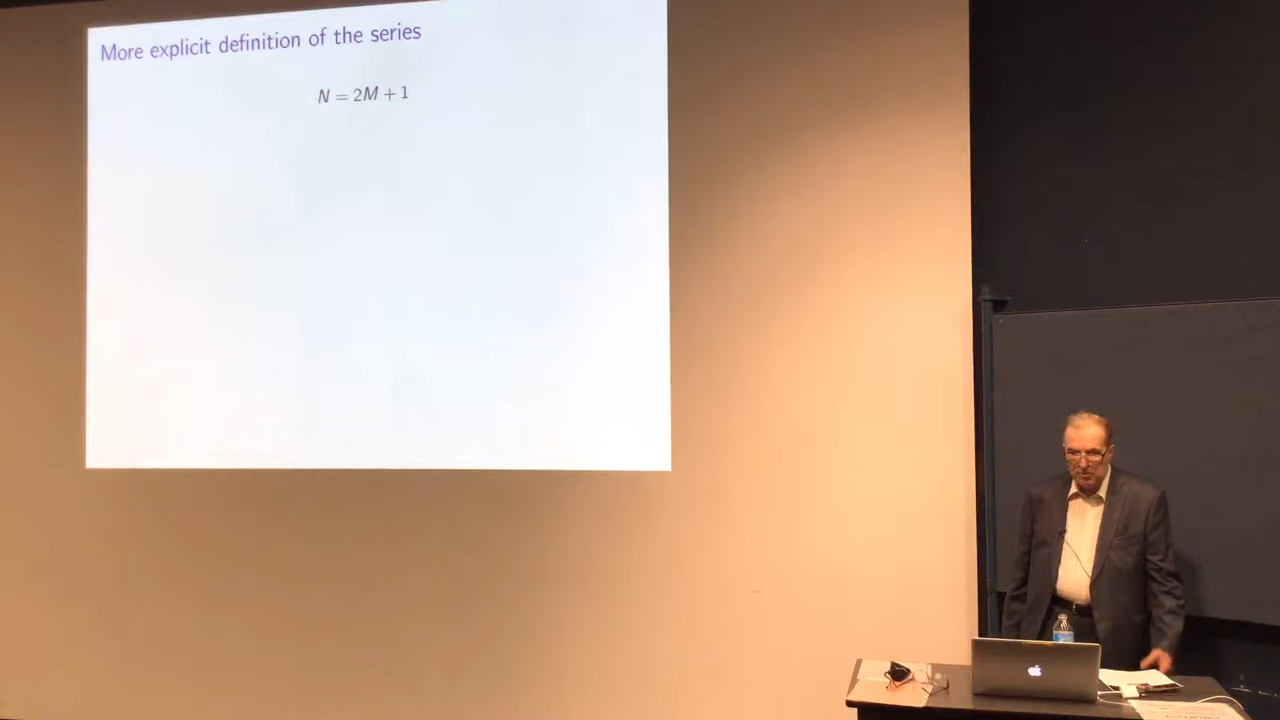 More explicit definition of the series
N = 2M + 1